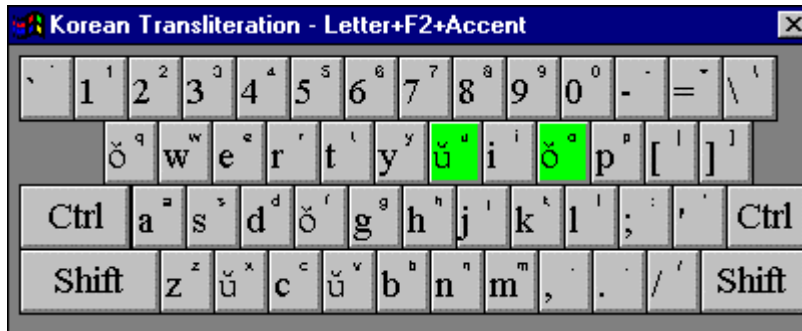 Korean Transliteration - Letter+F2+Accent
` 1 2 3 4 5 6 7 8 9 0 - = \
ŏ w e r t y ŭ i ŏ p [ ]
Ctrl a s d ŏ g h j k l ; ' Ctrl
Shift z ŭ c ŭ b n m , . / Shift